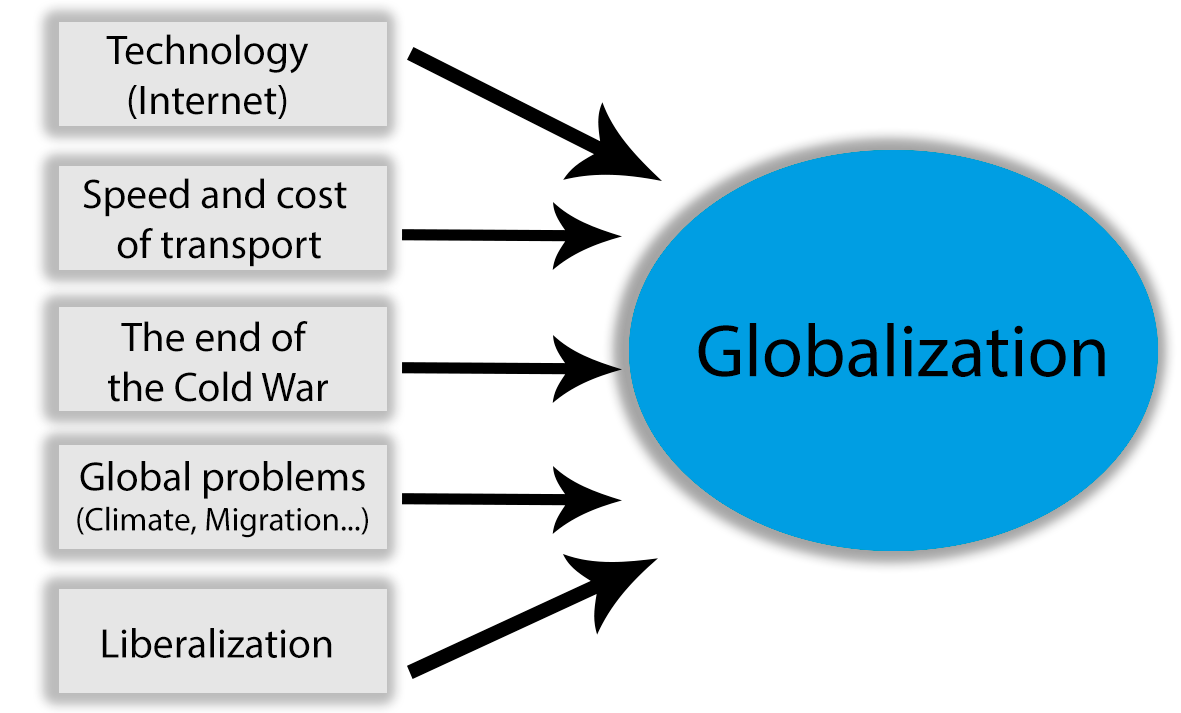 Technology
(Internet)
Speed and cost
of transport
The end of
the Cold War
Global problems
(Climate, Migration...)
Liberalization
Globalization